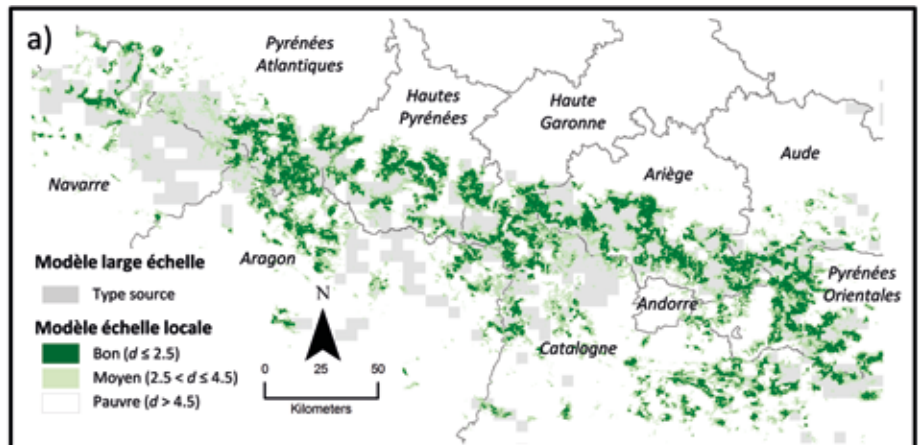 a)
Pyrénées
Atlantiques
Hautes
Pyrénées
Haute
Garonne
Ariège
Aude
Navarre
Aragon
Pyrénées
Orientales
Andorre
Catalogne
Modèle large échelle
Type source
Modèle échelle locale
Bon (d ≤ 2.5)
Moyen (2.5 < d ≤ 4.5)
Pauvre (d > 4.5)
N
0 25 50
Kilometers